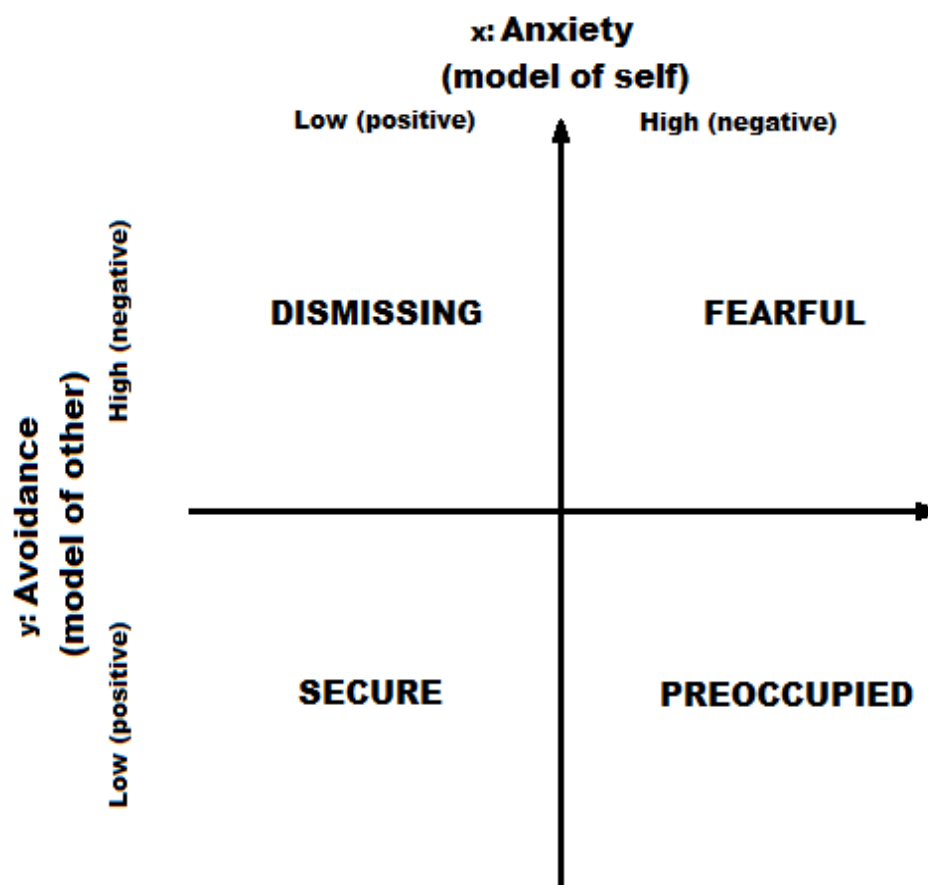 x: Anxiety
(model of self)
Low (positive)
High (negative)
y: Avoidance
(model of other)
High (negative)
Low (positive)
DISMISSING
FEARFUL
SECURE
PREOCCUPIED